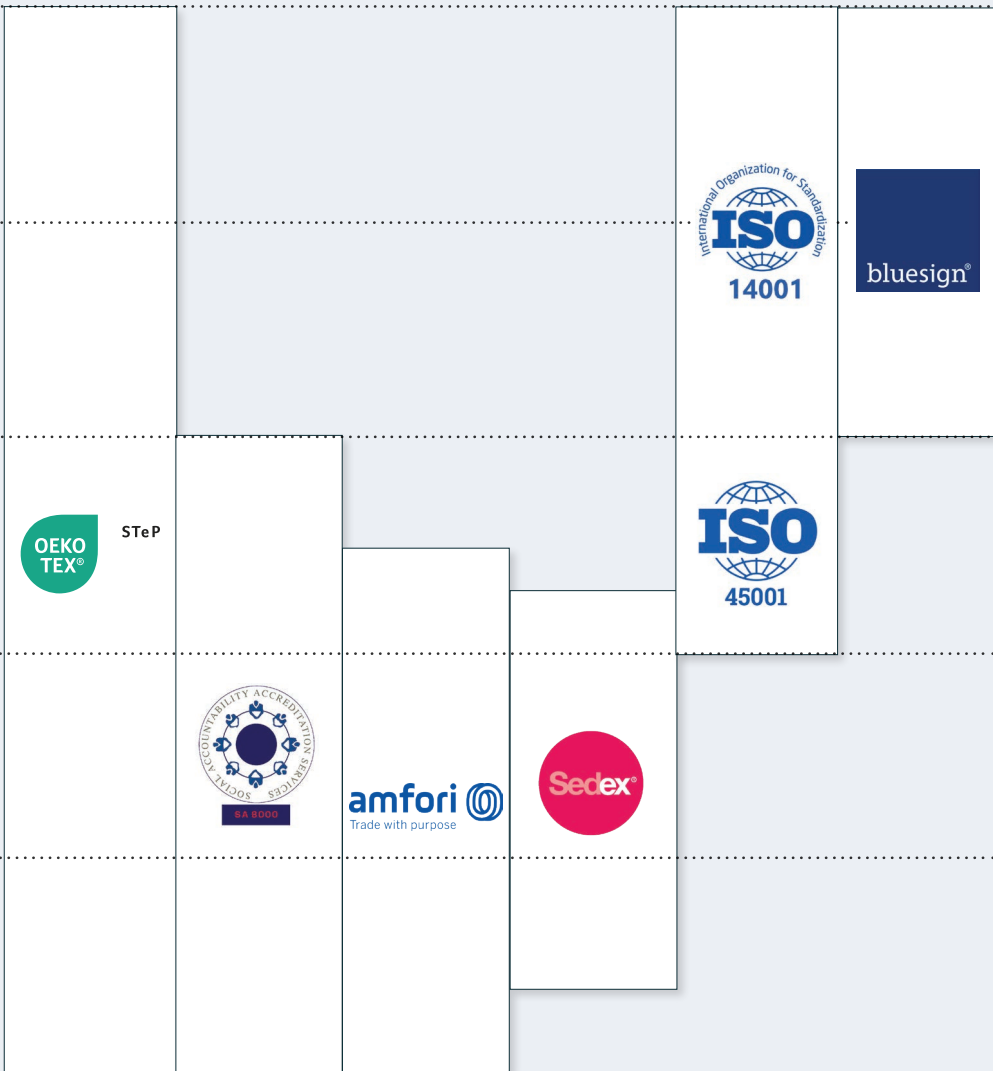 International Organization for Standardization
ISO
14001
bluesign®
OEKO
TEX®
STeP
ISO
45001
SOCIAL ACCOUNTABILITY ACCREDITATION SERVICES
SA 8000
amfori
Trade with purpose
Sedex®